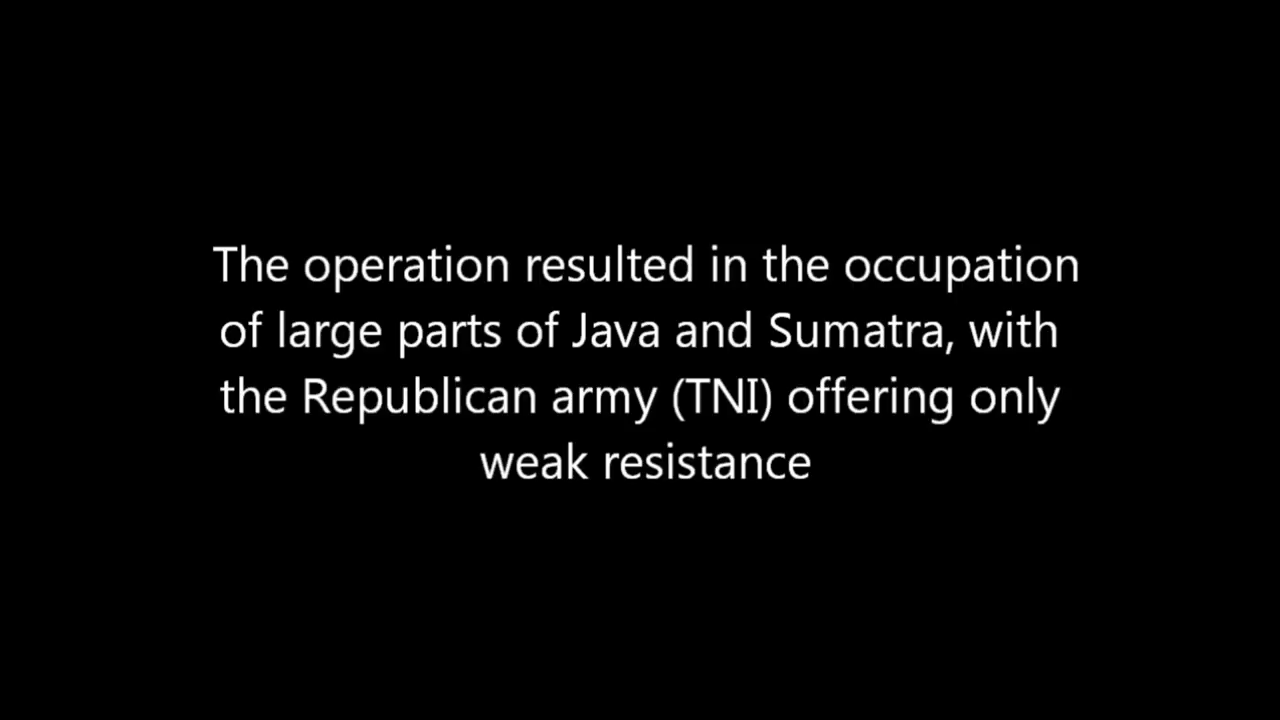 The operation resulted in the occupation
of large parts of Java and Sumatra, with
the Republican army (TNI) offering only
weak resistance